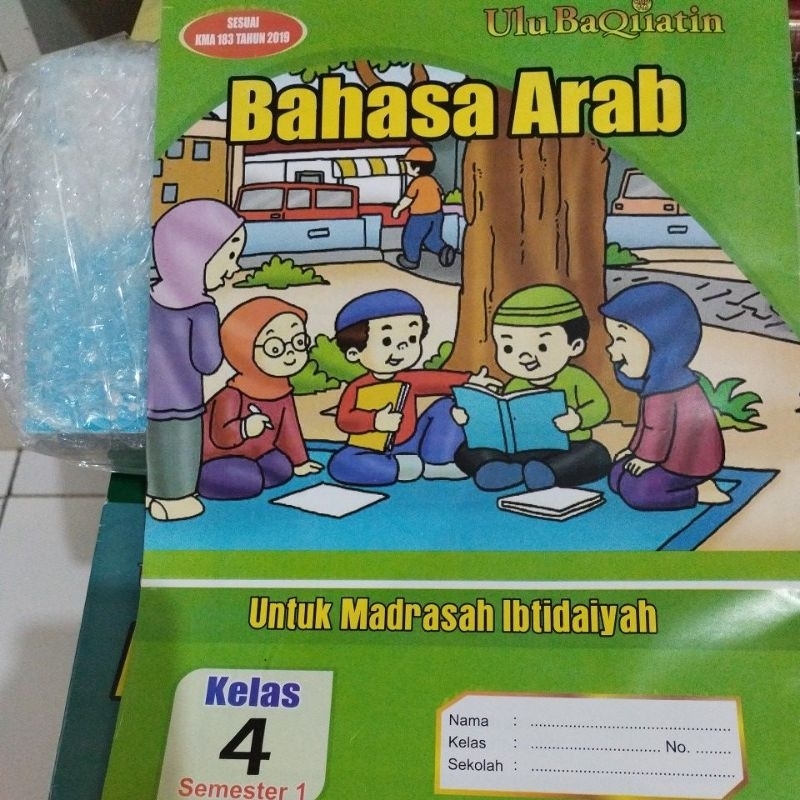 SESUAI
KMA 183 TAHUN 2019
Ulu BaQiiatin
Bahasa Arab
Untuk Madrasah Ibtidaiyah
Kelas
4
Semester 1
Nama : ....................................................
Kelas : .................................. No. .........
Sekolah : ....................................................